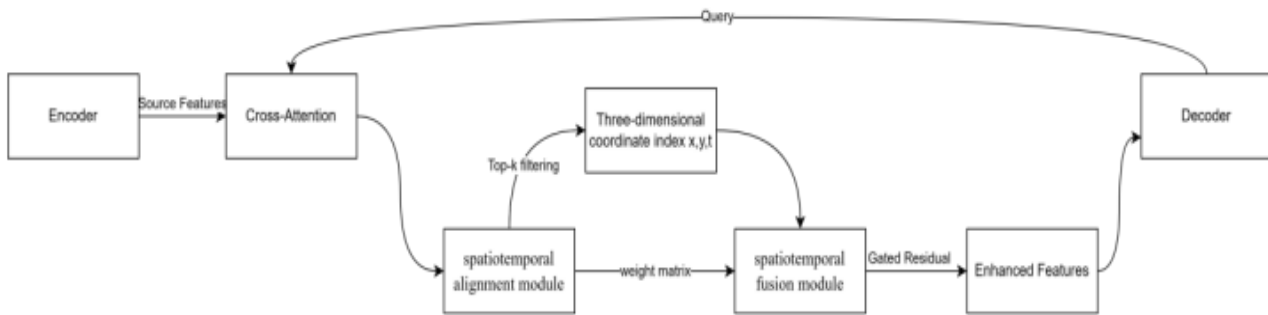 Query
Encoder
Source Features
Cross-Attention
Three-dimensional
coordinate index x,y,t
Decoder
Top-k filtering
spatiotemporal
alignment module
weight matrix
spatiotemporal
fusion module
Gated Residual
Enhanced Features